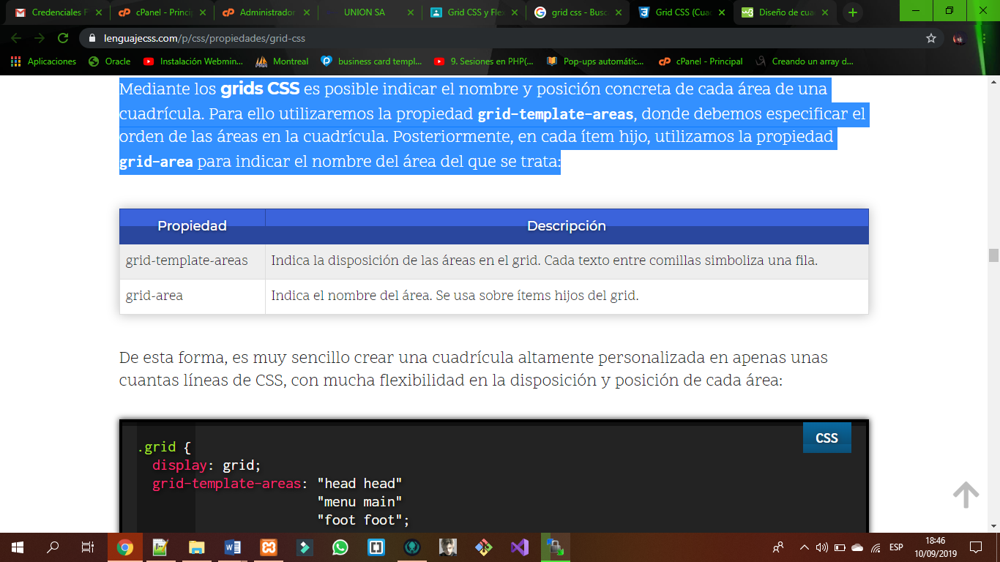 Credenciales F
cPanel - Princip
Administrador
UNION SA
Grid CSS y Flex
grid css - Busc
Grid CSS (Cuad
Diseño de cuad
lenguajecss.com/p/css/propiedades/grid-css
Aplicaciones
Oracle
Instalación Webmin...
Montreal
business card templ...
9. Sesiones en PHP(...
Pop-ups automátic...
cPanel - Principal
Creando un array d...
Mediante los grids CSS es posible indicar el nombre y posición concreta de cada área de una
cuadrícula. Para ello utilizaremos la propiedad grid-template-areas, donde debemos especificar el
orden de las áreas en la cuadrícula. Posteriormente, en cada ítem hijo, utilizamos la propiedad
grid-area para indicar el nombre del área del que se trata:
Propiedad
Descripción
grid-template-areas
Indica la disposición de las áreas en el grid. Cada texto entre comillas simboliza una fila.
grid-area
Indica el nombre del área. Se usa sobre ítems hijos del grid.
De esta forma, es muy sencillo crear una cuadrícula altamente personalizada en apenas unas
cuantas líneas de CSS, con mucha flexibilidad en la disposición y posición de cada área:
CSS
.grid {
display: grid;
grid-template-areas: "head head"
"menu main"
"foot foot";
ESP
18:46
10/09/2019